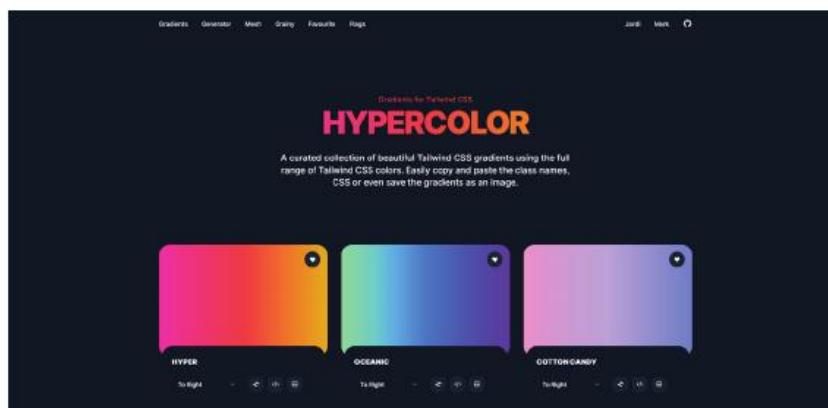 Gradients Generator Mesh Grainy Favourite Flags
Jordi Mark
Gradients for Tailwind CSS
HYPERCOLOR
A curated collection of beautiful Tailwind CSS gradients using the full
range of Tailwind CSS colors. Easily copy and paste the class names,
CSS or even save the gradients as an image.
HYPER
To Right
OCEANIC
To Right
COTTON CANDY
To Right